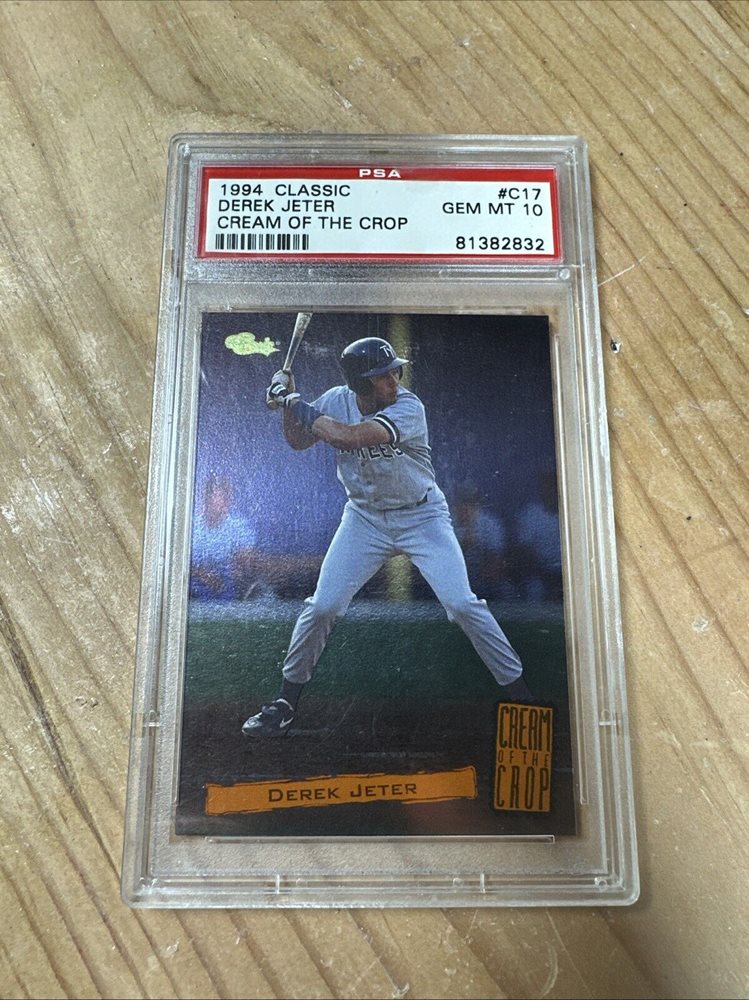 PSA
1994 CLASSIC #C17
DEREK JETER GEM MT 10
CREAM OF THE CROP
81382832
CREAM
OF THE
CROP
DEREK JETER